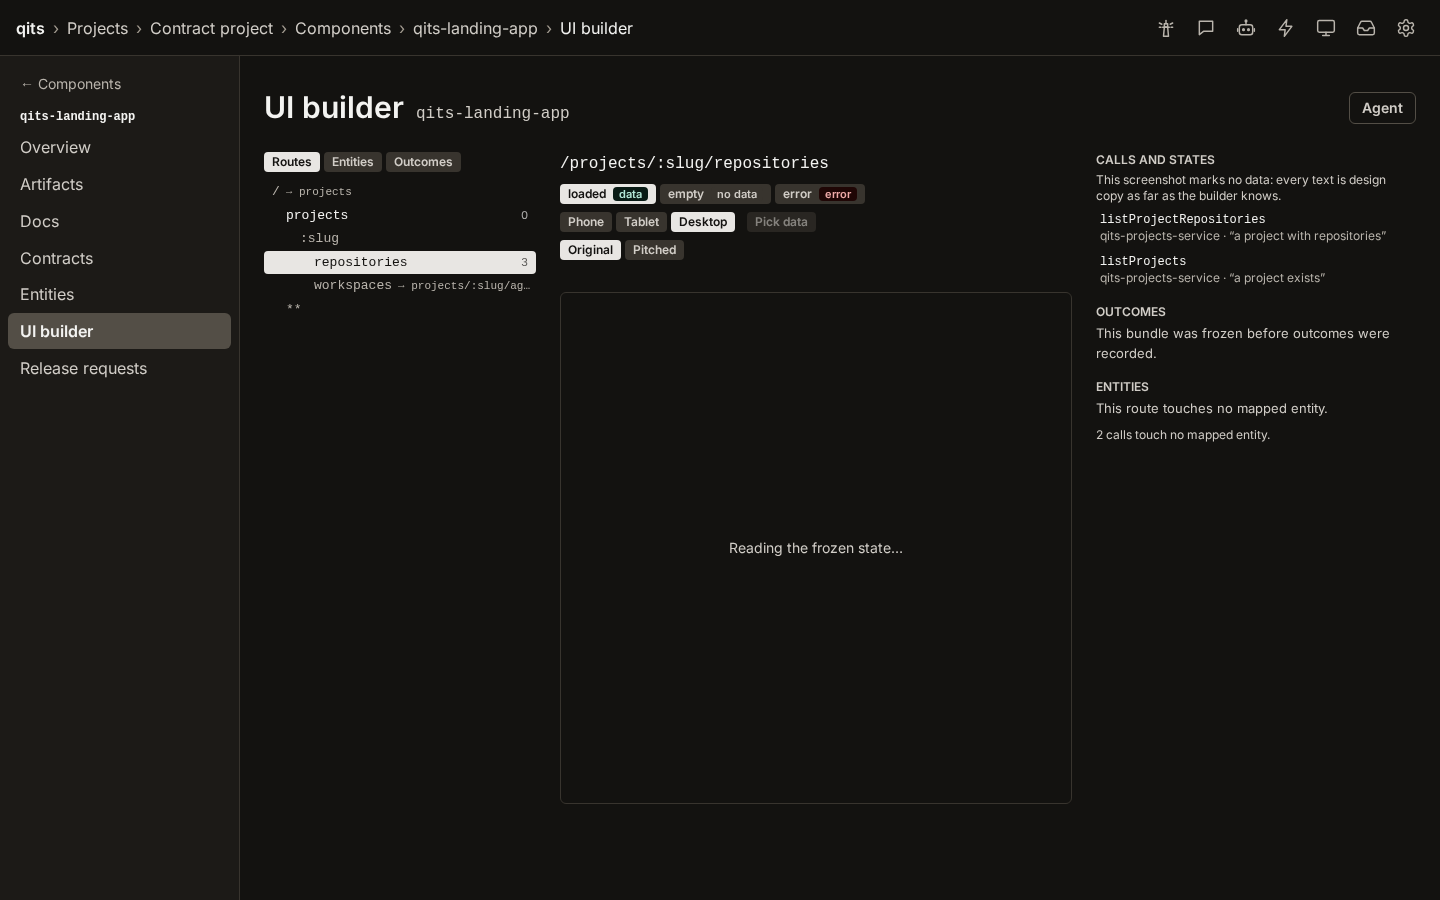 qits › Projects › Contract project › Components › qits-landing-app › UI builder
← Components
qits-landing-app
Overview
Artifacts
Docs
Contracts
Entities
UI builder
Release requests
UI builder qits-landing-app
Agent
Routes Entities Outcomes
/ → projects
projects 0
:slug
repositories 3
workspaces → projects/:slug/ag…
**
/projects/:slug/repositories
loaded data empty no data error error
Phone Tablet Desktop Pick data
Original Pitched
Reading the frozen state…
CALLS AND STATES
This screenshot marks no data: every text is design
copy as far as the builder knows.
listProjectRepositories
qits-projects-service · “a project with repositories”
listProjects
qits-projects-service · “a project exists”
OUTCOMES
This bundle was frozen before outcomes were
recorded.
ENTITIES
This route touches no mapped entity.
2 calls touch no mapped entity.